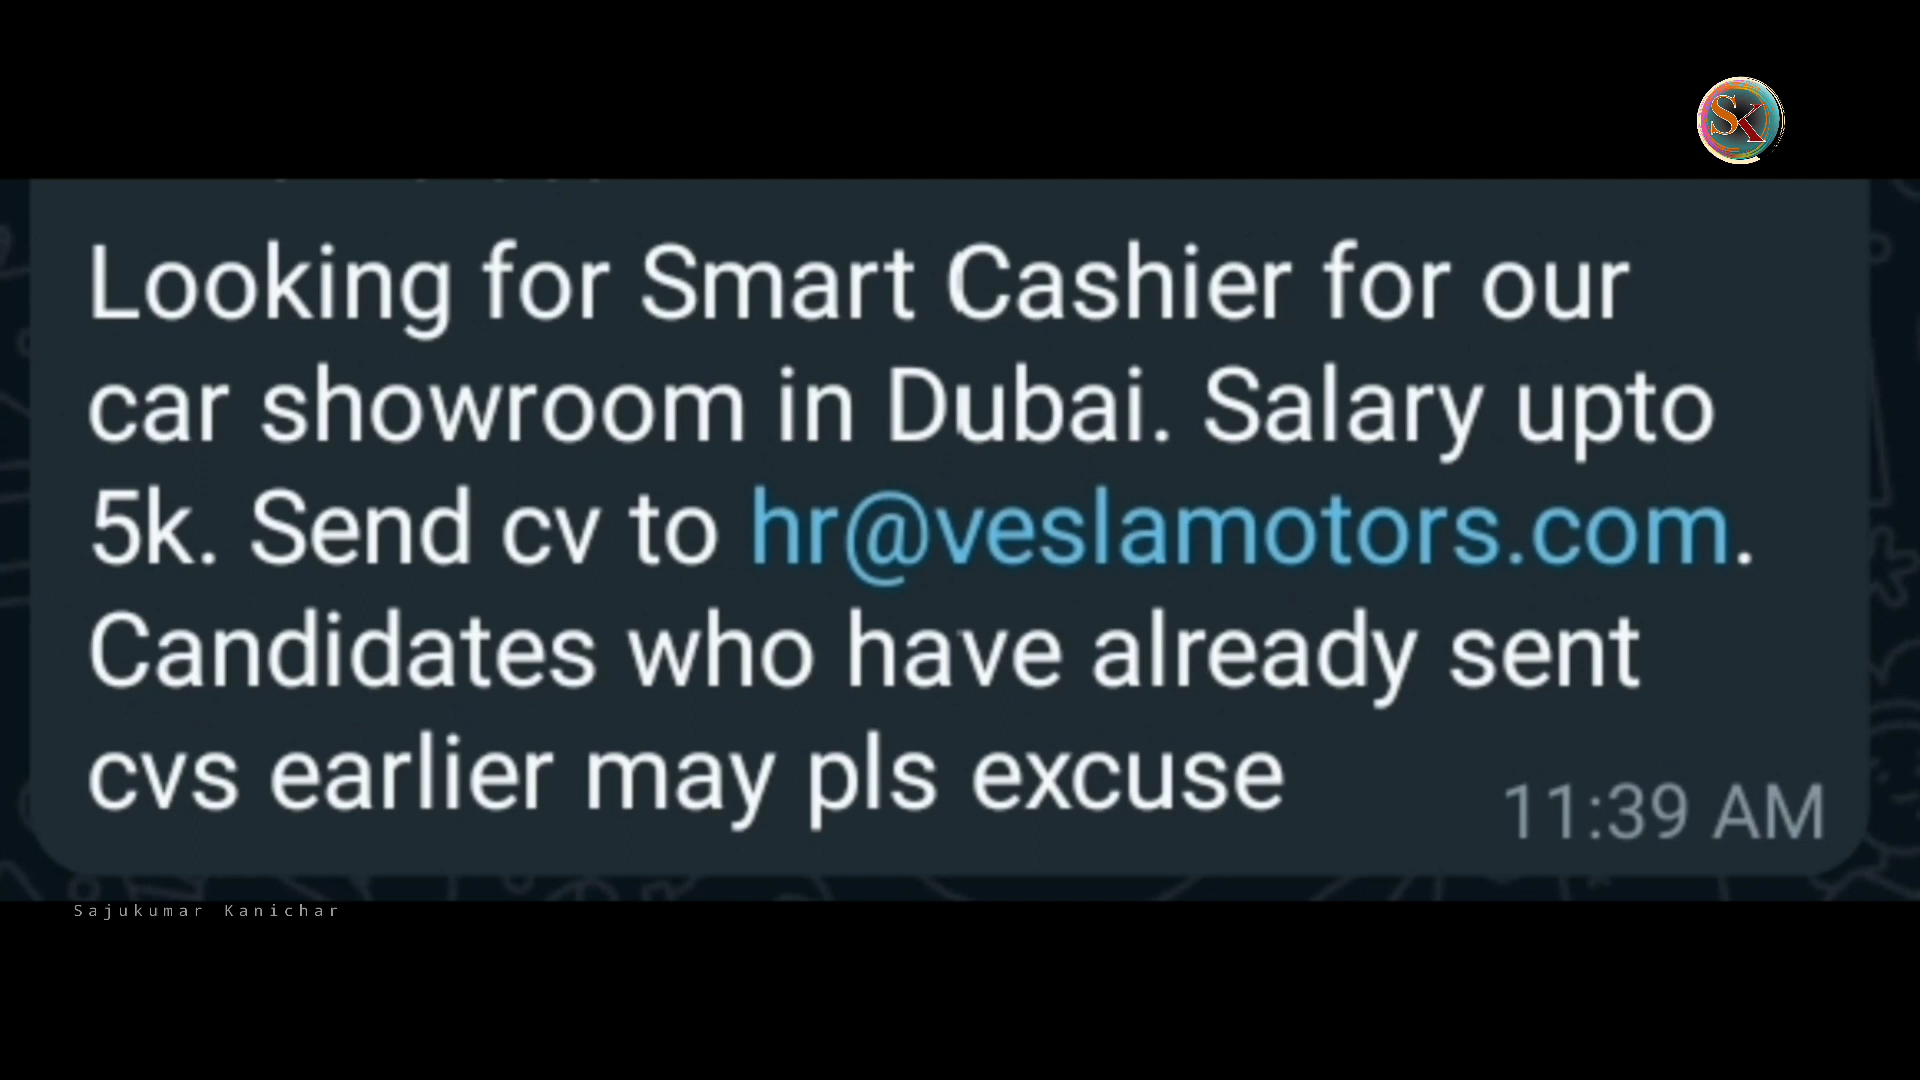 SK
Looking for Smart Cashier for our
car showroom in Dubai. Salary upto
5k. Send cv to hr@veslamotors.com.
Candidates who have already sent
cvs earlier may pls excuse
11:39 AM
Sajukumar Kanichar